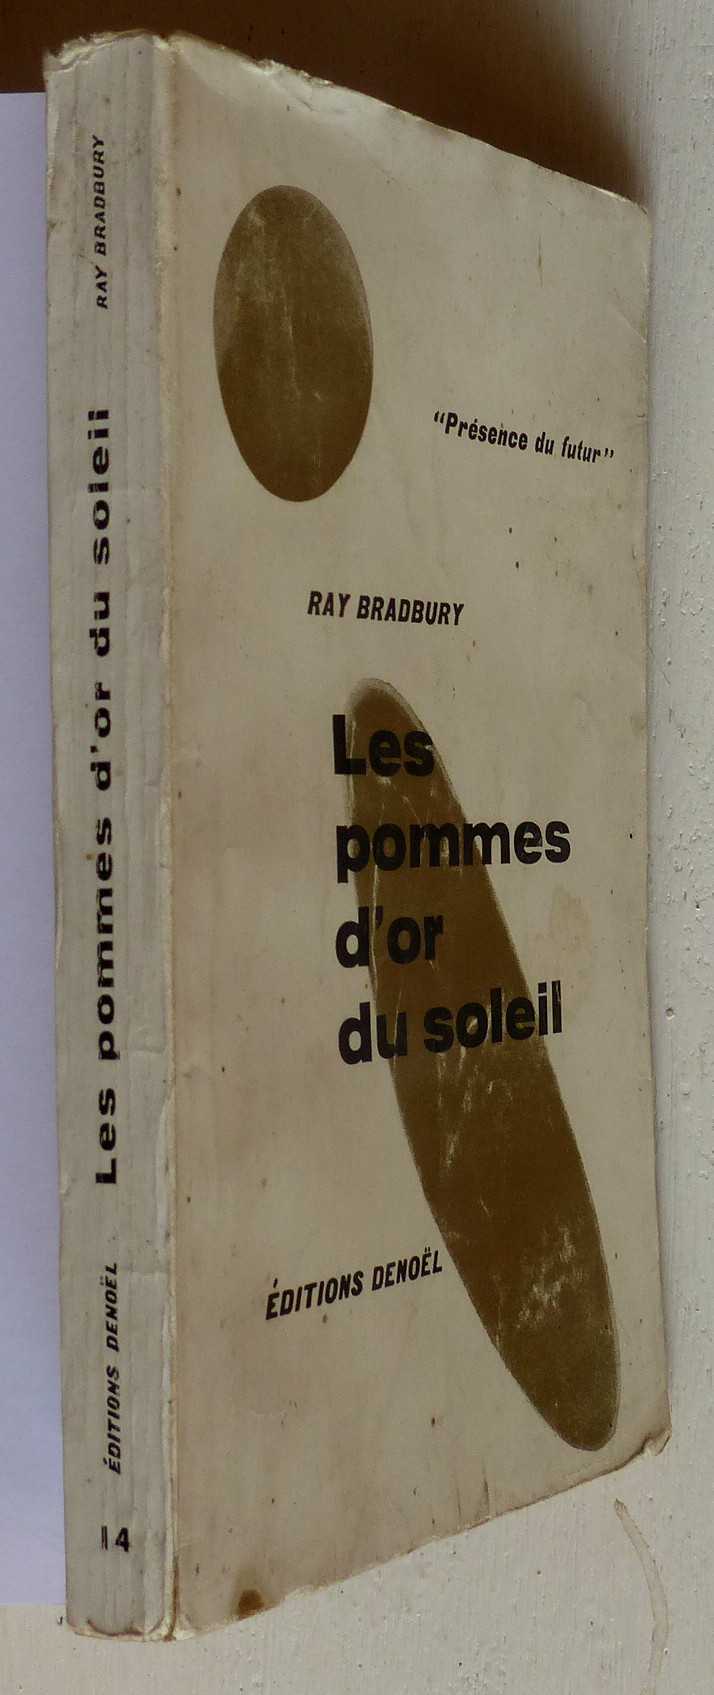 RAY BRADBURY
Les pommes d'or du soleil
ÉDITIONS DENOËL
14
“Présence du futur”
RAY BRADBURY
Les
pommes
d'or
du soleil
ÉDITIONS DENOËL